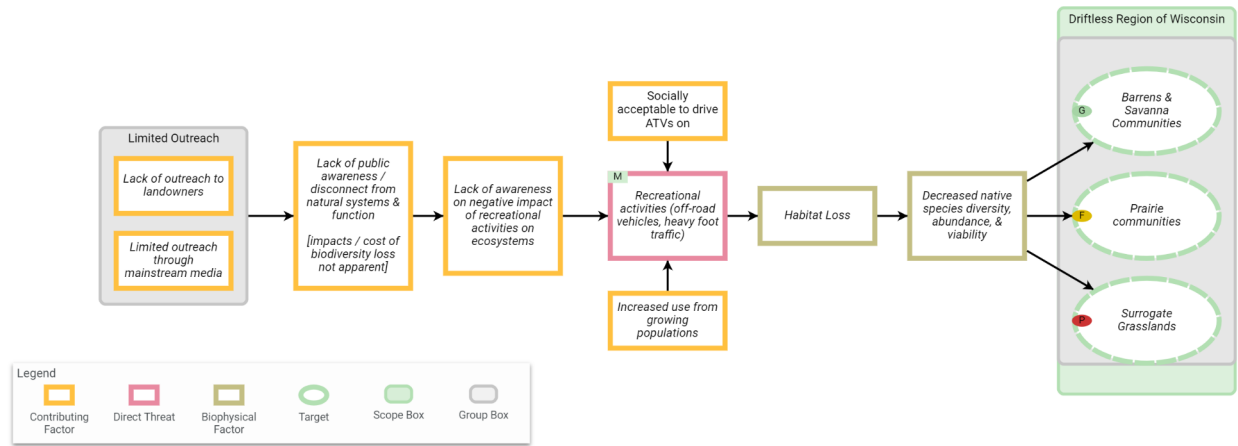 Driftless Region of Wisconsin
Limited Outreach
Lack of outreach to
landowners
Limited outreach
through
mainstream media
Lack of public
awareness /
disconnect from
natural systems &
function
[impacts / cost of
biodiversity loss
not apparent]
Lack of awareness
on negative impact
of recreational
activities on
ecosystems
Socially
acceptable to drive
ATVs on
M
Recreational
activities (off-road
vehicles, heavy foot
traffic)
Increased use from
growing
populations
Habitat Loss
Decreased native
species diversity,
abundance, &
viability
G
Barrens &
Savanna
Communities
F
Prairie
communities
P
Surrogate
Grasslands
Legend
Contributing
Factor
Direct Threat
Biophysical
Factor
Target
Scope Box
Group Box